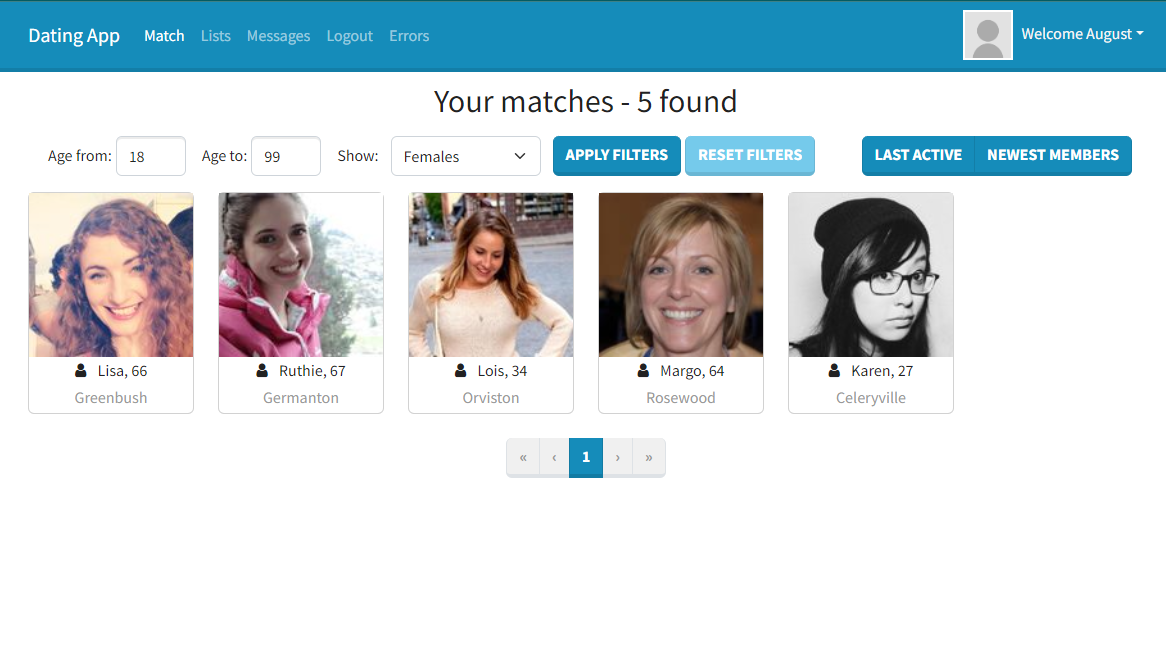 Dating App Match Lists Messages Logout Errors Welcome August
Your matches - 5 found
Age from: 18 Age to: 99 Show: Females APPLY FILTERS RESET FILTERS LAST ACTIVE NEWEST MEMBERS
Lisa, 66 Ruthie, 67 Lois, 34 Margo, 64 Karen, 27
Greenbush Germanton Orviston Rosewood Celeryville
« ‹ 1 › »